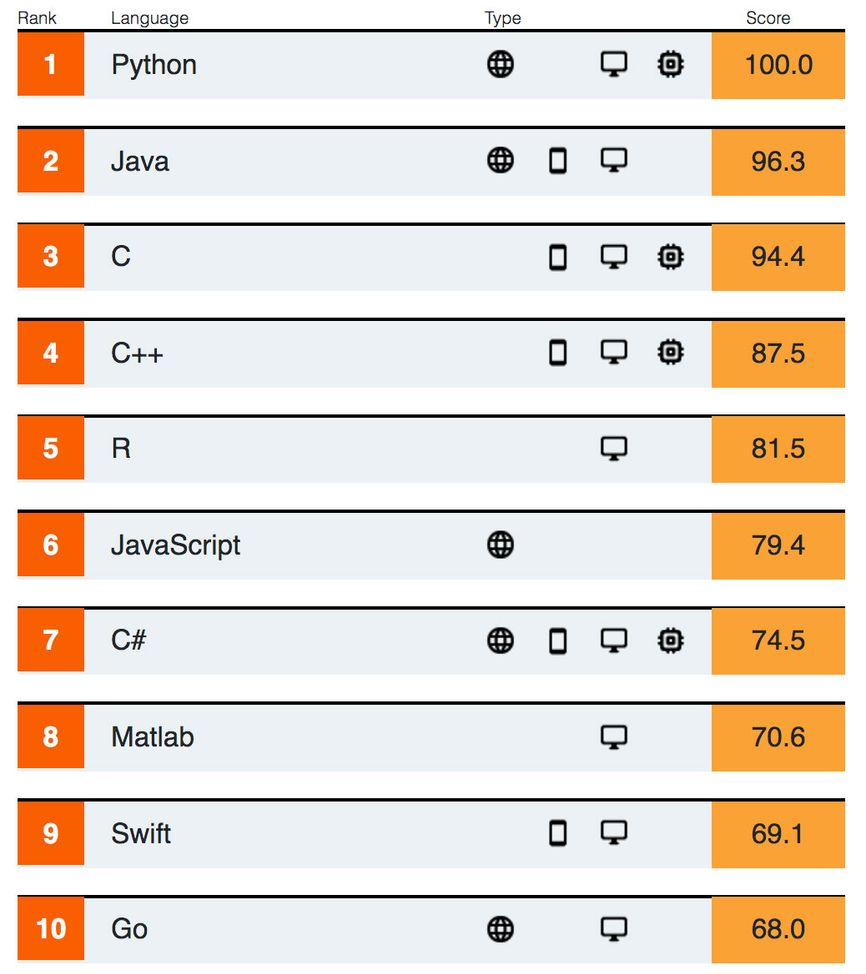 Rank Language Type Score
1 Python 100.0
2 Java 96.3
3 C 94.4
4 C++ 87.5
5 R 81.5
6 JavaScript 79.4
7 C# 74.5
8 Matlab 70.6
9 Swift 69.1
10 Go 68.0